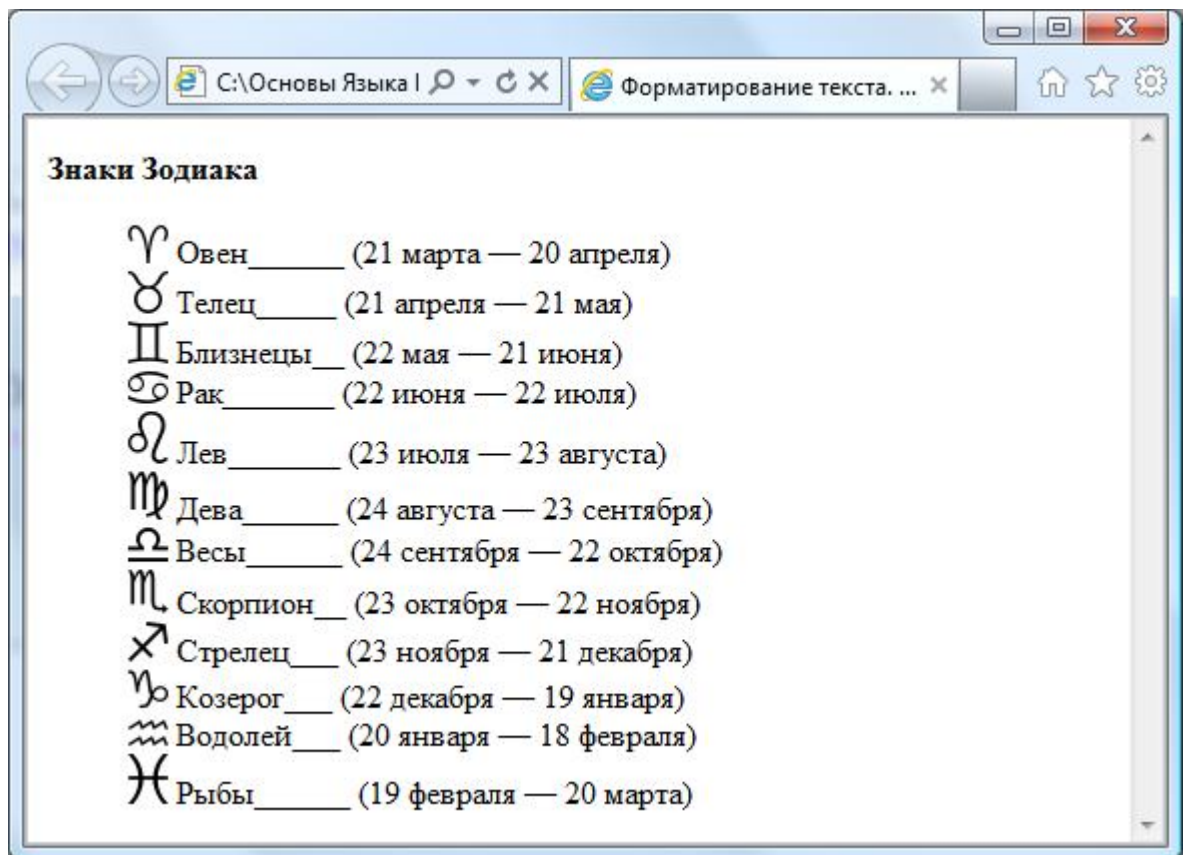 C:\Основы Языка
Форматирование текста. ...
Знаки Зодиака
♈ Овен______ (21 марта — 20 апреля)
♉ Телец_____ (21 апреля — 21 мая)
♊ Близнецы__ (22 мая — 21 июня)
♋ Рак_______ (22 июня — 22 июля)
♌ Лев_______ (23 июля — 23 августа)
♍ Дева______ (24 августа — 23 сентября)
♎ Весы______ (24 сентября — 22 октября)
♏ Скорпион__ (23 октября — 22 ноября)
♐ Стрелец___ (23 ноября — 21 декабря)
♑ Козерог___ (22 декабря — 19 января)
♒ Водолей___ (20 января — 18 февраля)
♓ Рыбы______ (19 февраля — 20 марта)